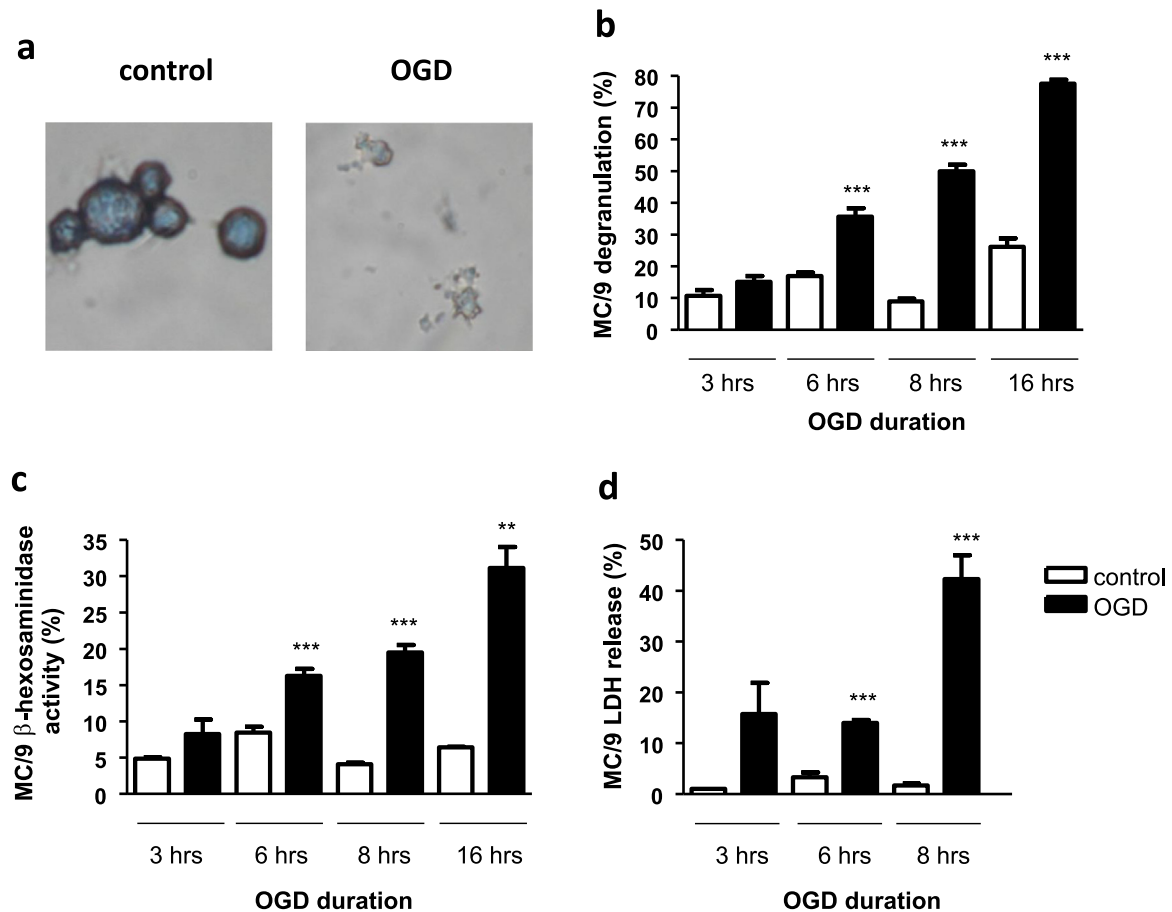 a
control
OGD
b
MC/9 degranulation (%)
80
70
60
50
40
30
20
10
0
***
***
***
3 hrs
6 hrs
8 hrs
16 hrs
OGD duration
c
MC/9 β-hexosaminidase
activity (%)
35
30
25
20
15
10
5
0
***
***
**
3 hrs
6 hrs
8 hrs
16 hrs
OGD duration
d
MC/9 LDH release (%)
50
40
30
20
10
0
***
***
3 hrs
6 hrs
8 hrs
OGD duration
control
OGD